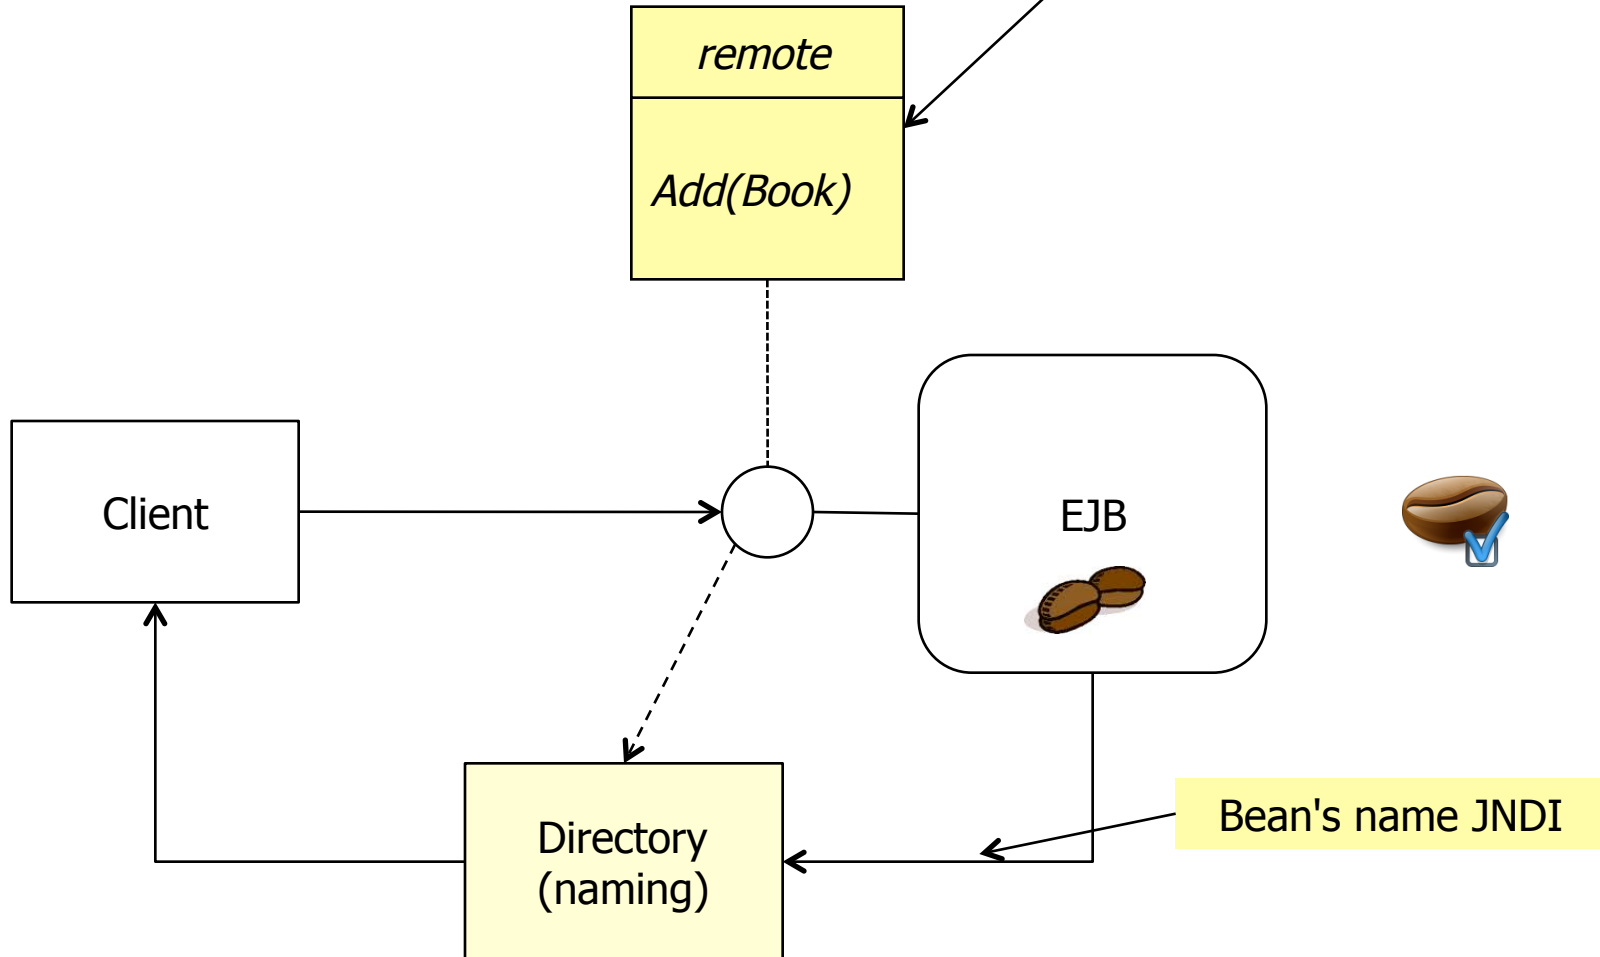 remote
Add(Book)
Client
EJB
Bean's name JNDI
Directory
(naming)